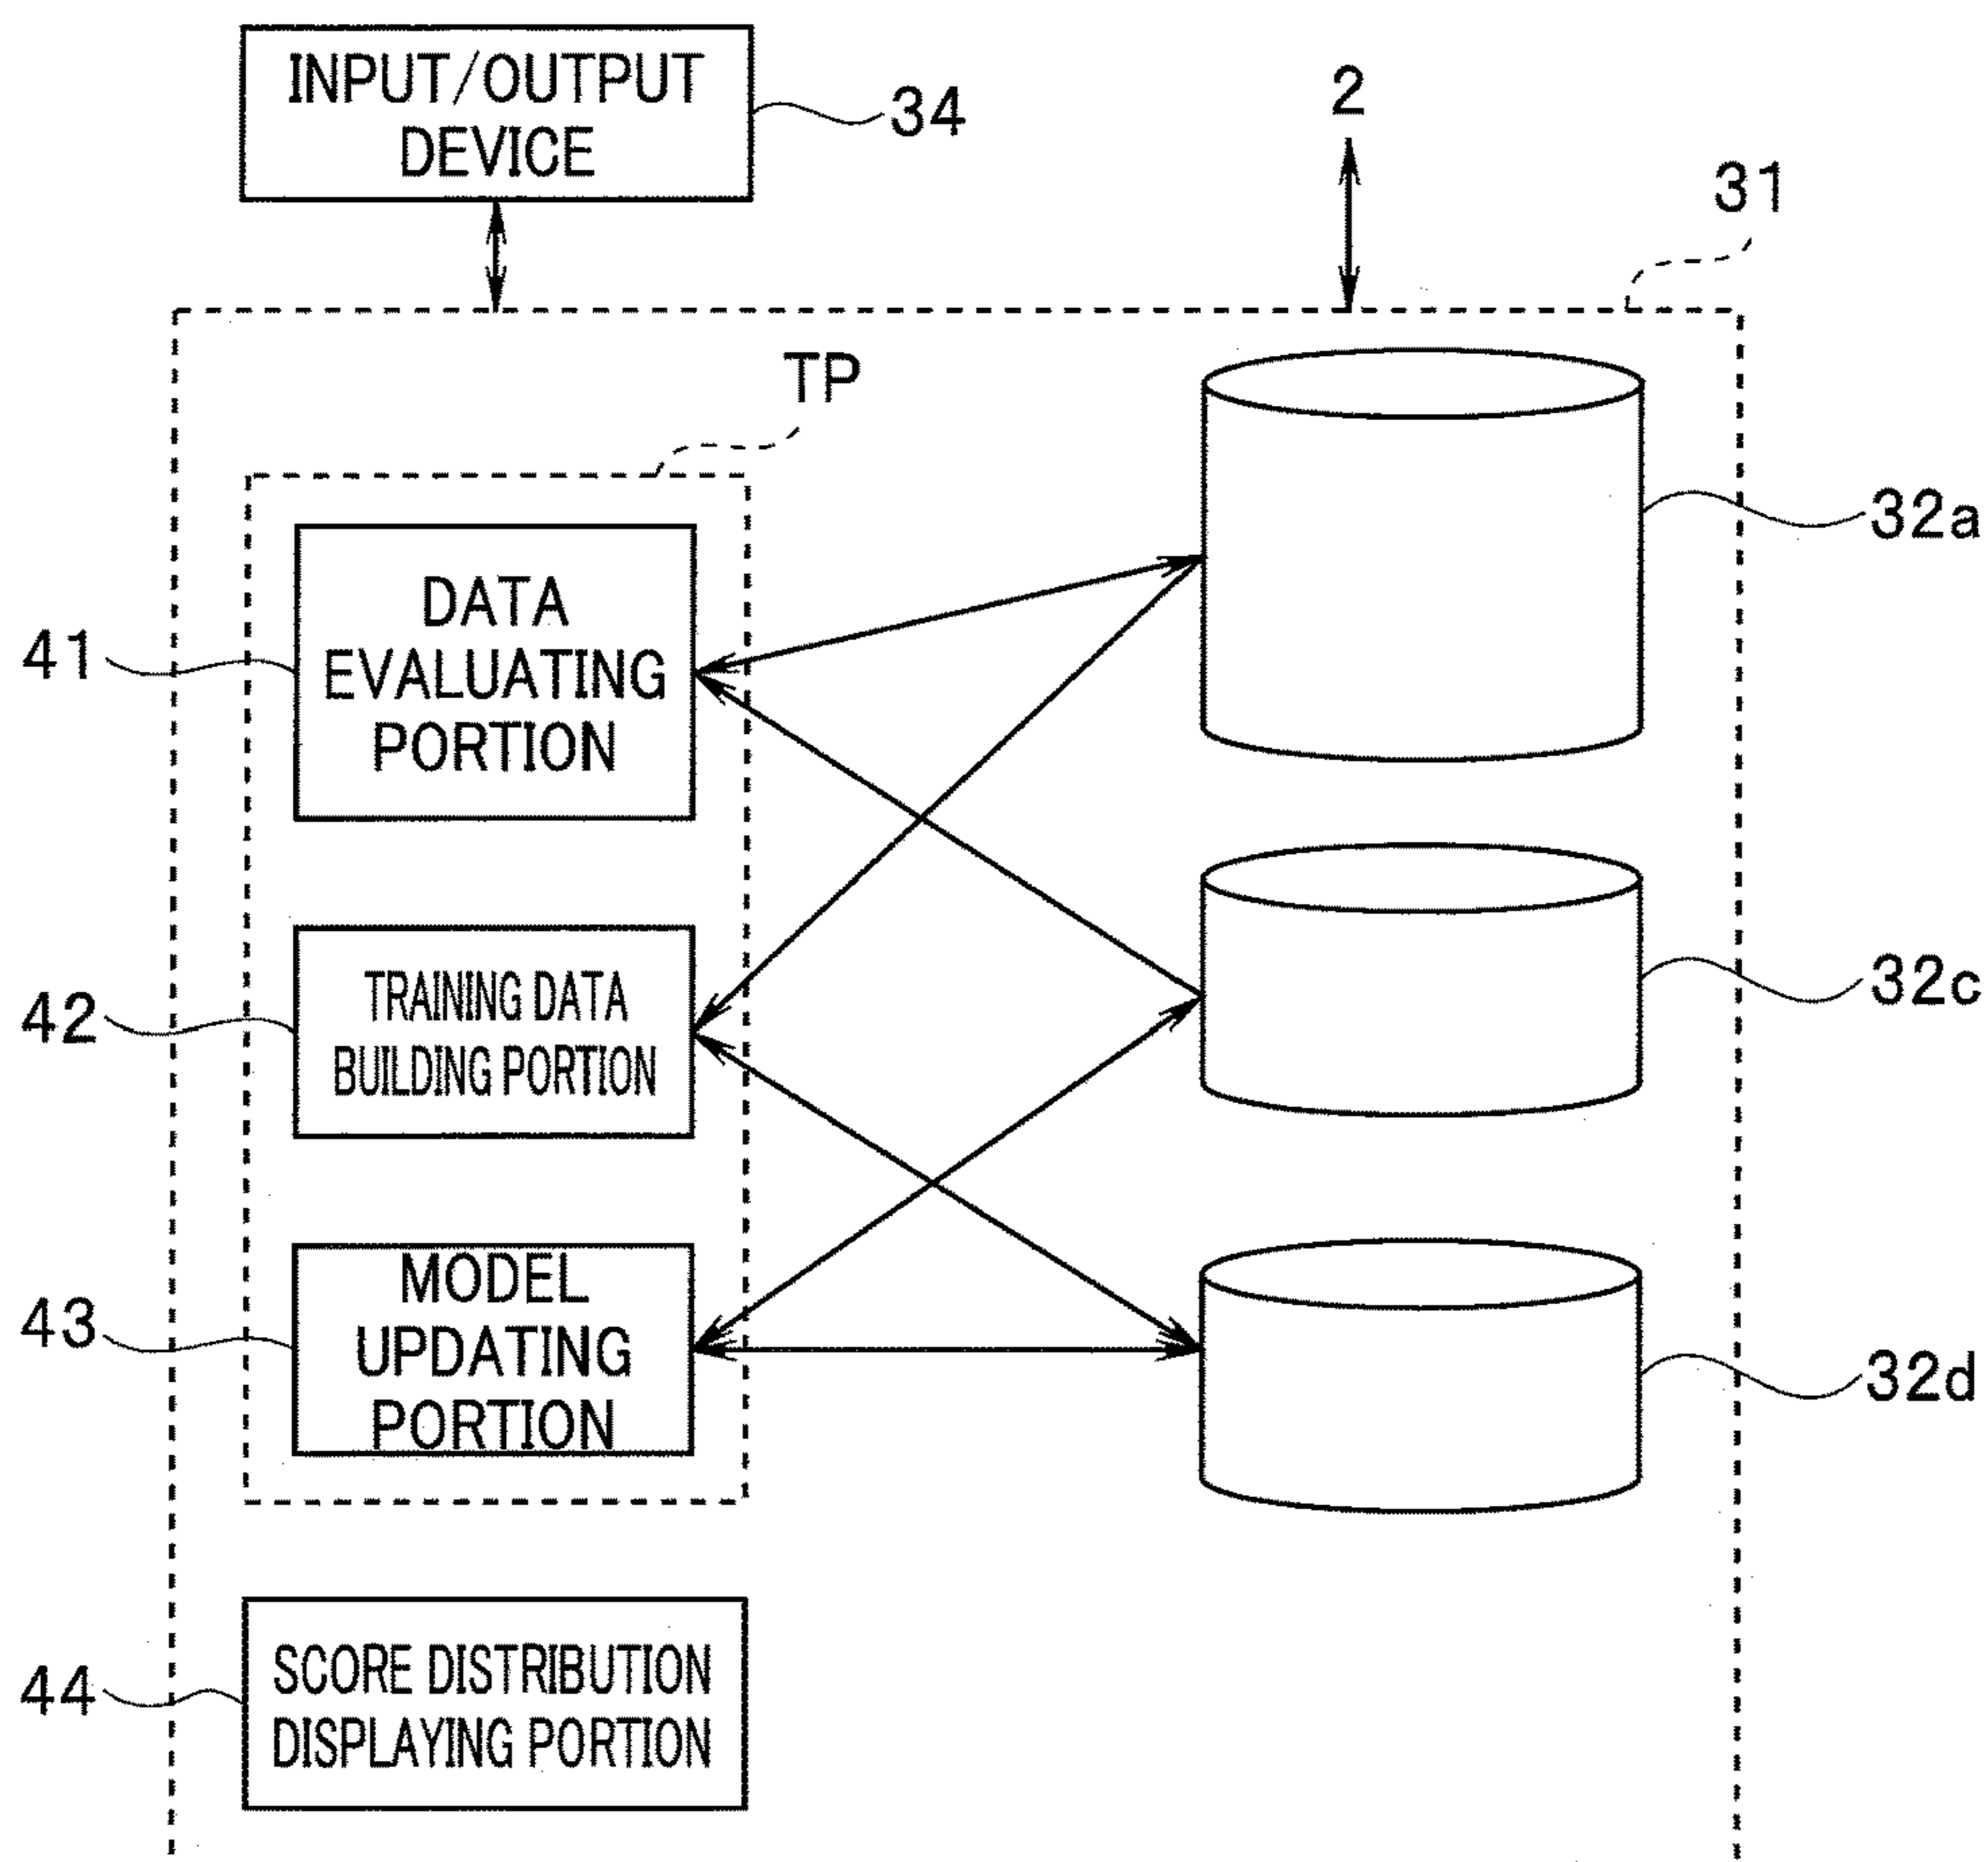 INPUT/OUTPUT
DEVICE
34
2
31
TP
32a
DATA
EVALUATING
PORTION
41
32c
TRAINING DATA
BUILDING PORTION
42
MODEL
UPDATING
PORTION
43
32d
SCORE DISTRIBUTION
DISPLAYING PORTION
44